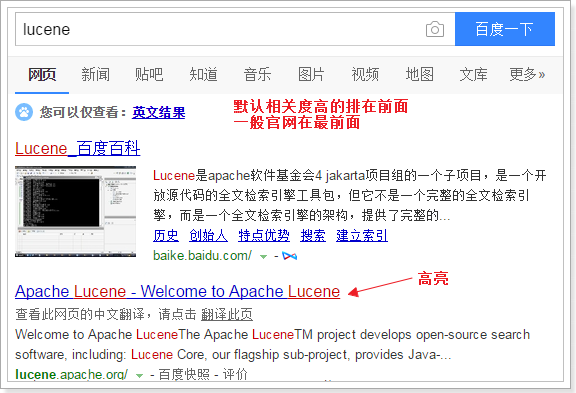 lucene
百度一下
网页 新闻 贴吧 知道 音乐 图片 视频 地图 文库 更多»
您可以仅查看：英文结果
默认相关度高的排在前面
一般官网在最前面
Lucene_百度百科
Lucene是apache软件基金会4 jakarta项目组的一个子项目，是一个开
放源代码的全文检索引擎工具包，但它不是一个完整的全文检索引
擎，而是一个全文检索引擎的架构，提供了完整的...
历史 创始人 特点优势 搜索 建立索引
baike.baidu.com/ -
Apache Lucene - Welcome to Apache Lucene
高亮
查看此网页的中文翻译，请点击 翻译此页
Welcome to Apache LuceneThe Apache LuceneTM project develops open-source search
software, including: Lucene Core, our flagship sub-project, provides Java-...
lucene.apache.org/ - 百度快照 - 评价